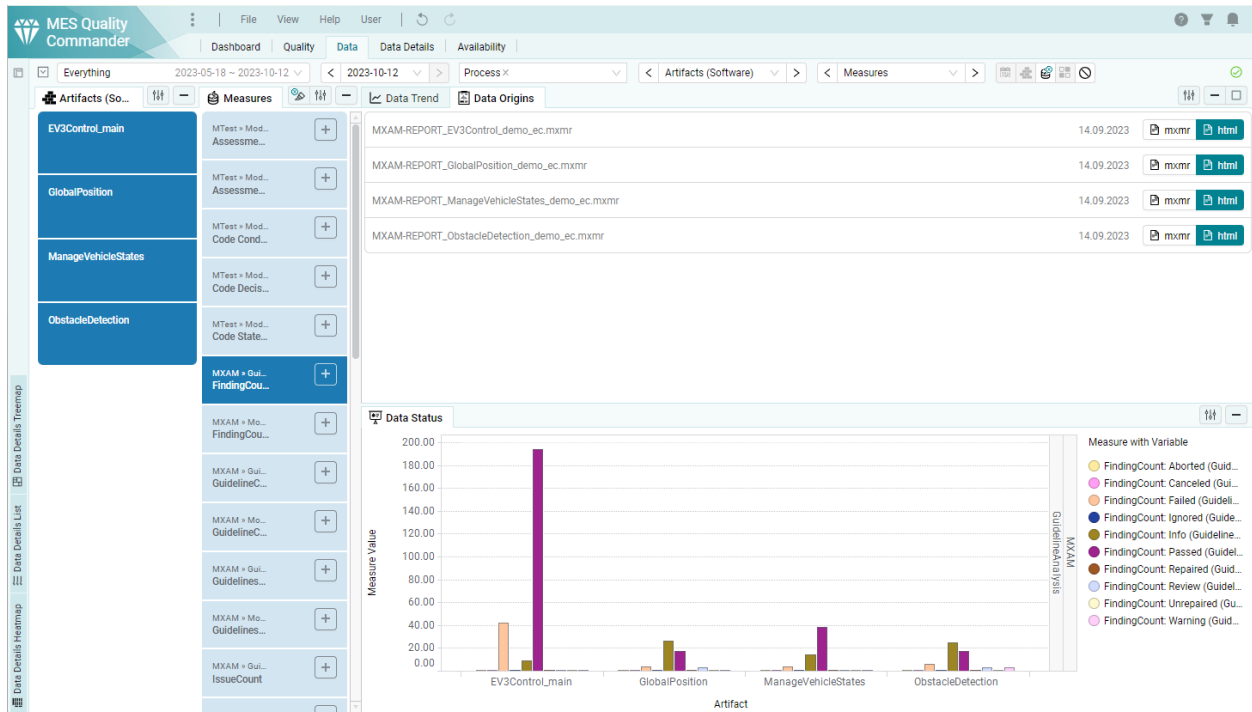 MES Quality
Commander
File View Help User
Dashboard Quality Data Data Details Availability
Everything 2023-05-18 ~ 2023-10-12 < 2023-10-12 > Process × < Artifacts (Software) > < Measures >
Artifacts (So...
Measures
Data Trend Data Origins
EV3Control_main
GlobalPosition
ManageVehicleStates
ObstacleDetection
MTest » Mod...
Assessme...
MTest » Mod...
Assessme...
MTest » Mod...
Code Cond...
MTest » Mod...
Code Decis...
MTest » Mod...
Code State...
MXAM » Gui...
FindingCou...
MXAM » Mo...
FindingCou...
MXAM » Gui...
GuidelineC...
MXAM » Mo...
GuidelineC...
MXAM » Gui...
Guidelines...
MXAM » Mo...
Guidelines...
MXAM » Gui...
IssueCount
MXAM-REPORT_EV3Control_demo_ec.mxmr 14.09.2023 mxmr html
MXAM-REPORT_GlobalPosition_demo_ec.mxmr 14.09.2023 mxmr html
MXAM-REPORT_ManageVehicleStates_demo_ec.mxmr 14.09.2023 mxmr html
MXAM-REPORT_ObstacleDetection_demo_ec.mxmr 14.09.2023 mxmr html
Data Details Treemap
Data Details List
Data Details Heatmap
Data Status
Measure Value
200.00
180.00
160.00
140.00
120.00
100.00
80.00
60.00
40.00
20.00
0.00
EV3Control_main GlobalPosition ManageVehicleStates ObstacleDetection
Artifact
GuidelineAnalysis
MXAM
Measure with Variable
FindingCount: Aborted (Guid...
FindingCount: Canceled (Gui...
FindingCount: Failed (Guideli...
FindingCount: Ignored (Guide...
FindingCount: Info (Guideline...
FindingCount: Passed (Guidel...
FindingCount: Repaired (Guid...
FindingCount: Review (Guidel...
FindingCount: Unrepaired (Gu...
FindingCount: Warning (Guid...